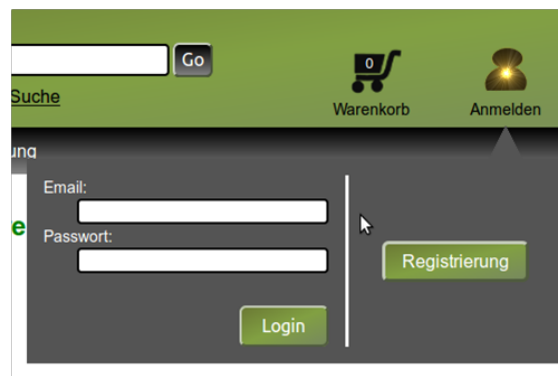 Go
0
Suche
Warenkorb
Anmelden
ung
Email:
Passwort:
Registrierung
Login